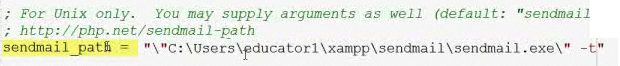 ; For Unix only.  You may supply arguments as well (default: "sendmail
; http://php.net/sendmail-path
sendmail_path =  "\"C:\Users\educator1\xampp\sendmail\sendmail.exe\" -t"